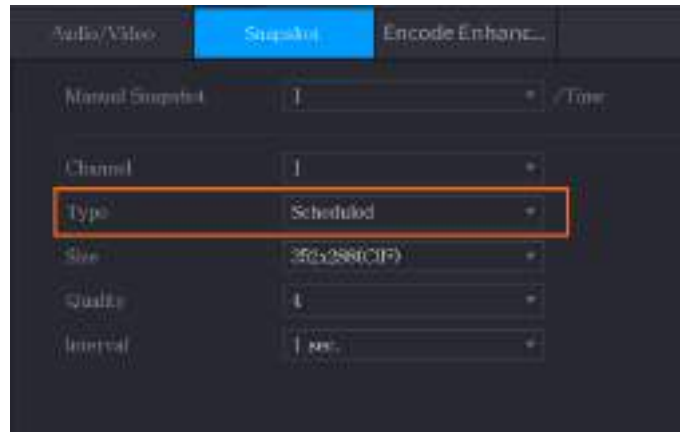 Audio/Video Snapshot Encode Enhanc...
Manual Snapshot 1 /Time
Channel 1
Type Scheduled
Size 352x288(CIF)
Quality 4
Interval 1 sec.